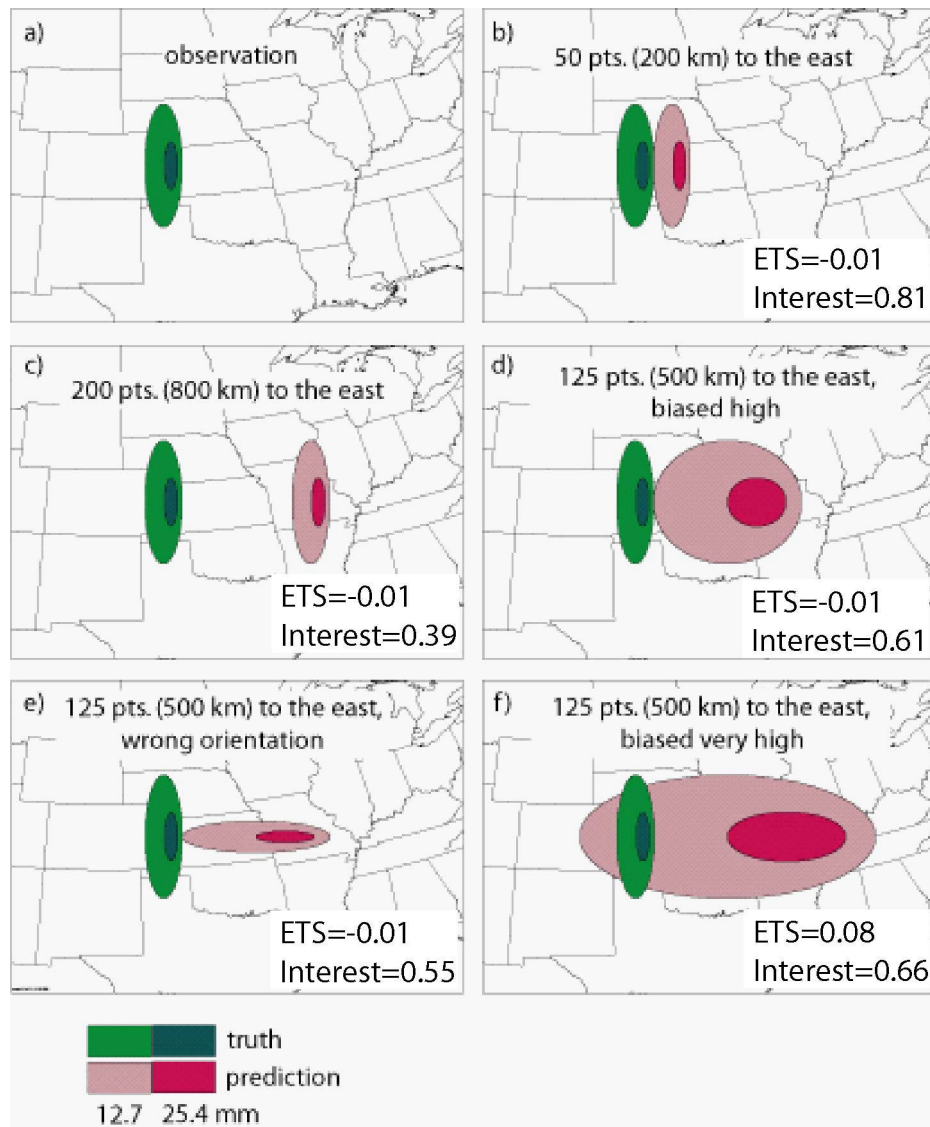 a)
observation
b)
50 pts. (200 km) to the east
ETS=-0.01
Interest=0.81
c)
200 pts. (800 km) to the east
ETS=-0.01
Interest=0.39
d)
125 pts. (500 km) to the east,
biased high
ETS=-0.01
Interest=0.61
e)
125 pts. (500 km) to the east,
wrong orientation
ETS=-0.01
Interest=0.55
f)
125 pts. (500 km) to the east,
biased very high
ETS=0.08
Interest=0.66
truth
prediction
12.7 25.4 mm